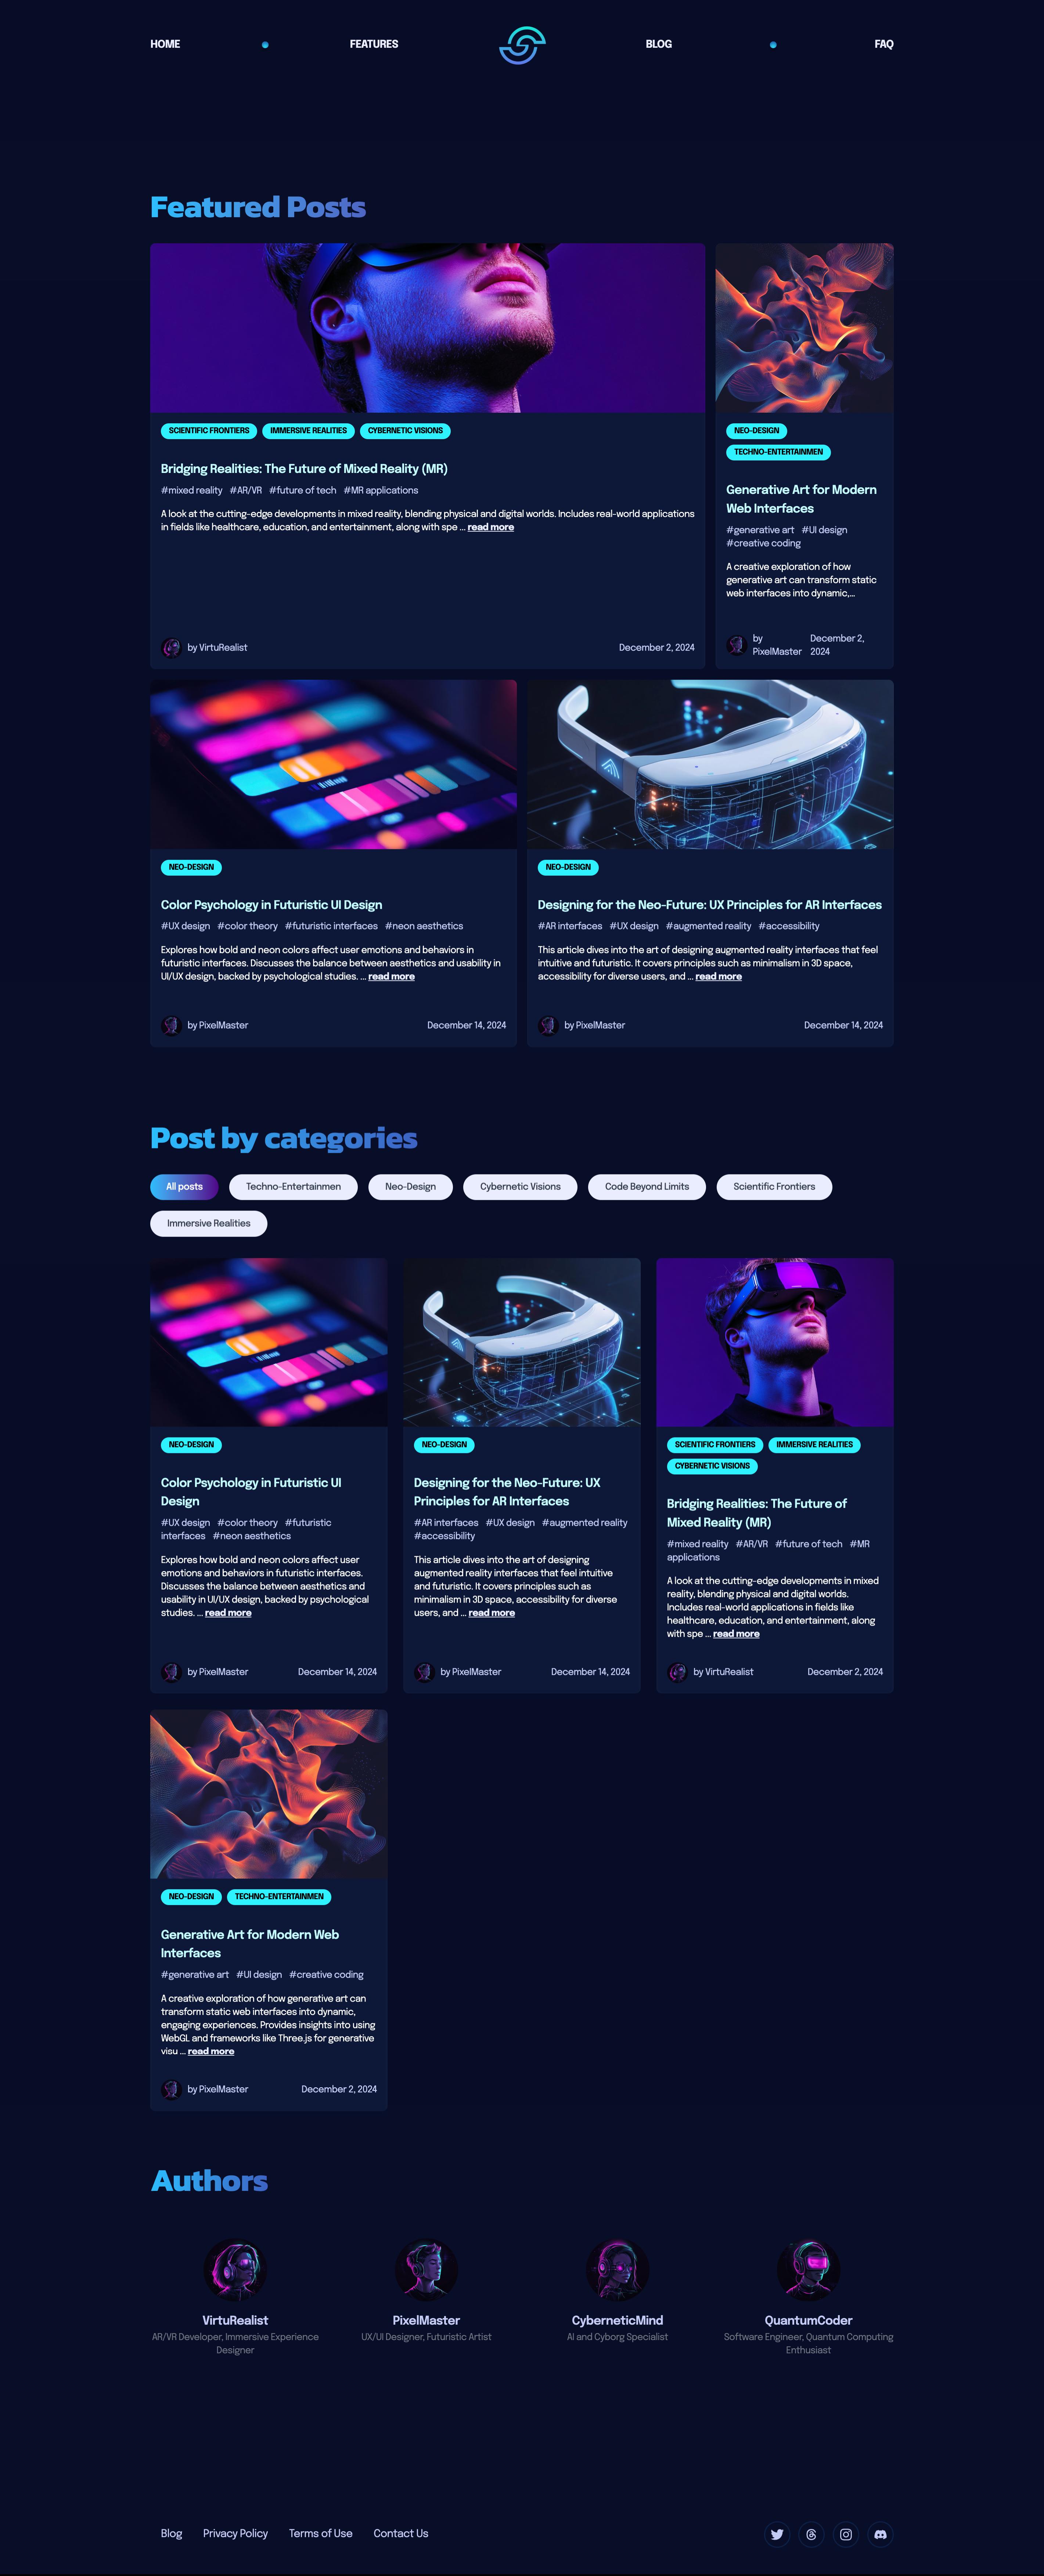 HOME
FEATURES
BLOG
FAQ
Featured Posts
SCIENTIFIC FRONTIERS
IMMERSIVE REALITIES
CYBERNETIC VISIONS
Bridging Realities: The Future of Mixed Reality (MR)
#mixed reality #AR/VR #future of tech #MR applications
A look at the cutting-edge developments in mixed reality, blending physical and digital worlds. Includes real-world applications
in fields like healthcare, education, and entertainment, along with spe ... read more
by VirtuRealist
December 2, 2024
NEO-DESIGN
TECHNO-ENTERTAINMEN
Generative Art for Modern
Web Interfaces
#generative art #UI design
#creative coding
A creative exploration of how
generative art can transform static
web interfaces into dynamic,...
by
PixelMaster
December 2,
2024
NEO-DESIGN
Color Psychology in Futuristic UI Design
#UX design #color theory #futuristic interfaces #neon aesthetics
Explores how bold and neon colors affect user emotions and behaviors in
futuristic interfaces. Discusses the balance between aesthetics and usability in
UI/UX design, backed by psychological studies. ... read more
by PixelMaster
December 14, 2024
NEO-DESIGN
Designing for the Neo-Future: UX Principles for AR Interfaces
#AR interfaces #UX design #augmented reality #accessibility
This article dives into the art of designing augmented reality interfaces that feel
intuitive and futuristic. It covers principles such as minimalism in 3D space,
accessibility for diverse users, and ... read more
by PixelMaster
December 14, 2024
Post by categories
All posts
Techno-Entertainmen
Neo-Design
Cybernetic Visions
Code Beyond Limits
Scientific Frontiers
Immersive Realities
NEO-DESIGN
Color Psychology in Futuristic UI
Design
#UX design #color theory #futuristic
interfaces #neon aesthetics
Explores how bold and neon colors affect user
emotions and behaviors in futuristic interfaces.
Discusses the balance between aesthetics and
usability in UI/UX design, backed by psychological
studies. ... read more
by PixelMaster
December 14, 2024
NEO-DESIGN
Designing for the Neo-Future: UX
Principles for AR Interfaces
#AR interfaces #UX design #augmented reality
#accessibility
This article dives into the art of designing
augmented reality interfaces that feel intuitive
and futuristic. It covers principles such as
minimalism in 3D space, accessibility for diverse
users, and ... read more
by PixelMaster
December 14, 2024
SCIENTIFIC FRONTIERS
IMMERSIVE REALITIES
CYBERNETIC VISIONS
Bridging Realities: The Future of
Mixed Reality (MR)
#mixed reality #AR/VR #future of tech #MR
applications
A look at the cutting-edge developments in mixed
reality, blending physical and digital worlds.
Includes real-world applications in fields like
healthcare, education, and entertainment, along
with spe ... read more
by VirtuRealist
December 2, 2024
NEO-DESIGN
TECHNO-ENTERTAINMEN
Generative Art for Modern Web
Interfaces
#generative art #UI design #creative coding
A creative exploration of how generative art can
transform static web interfaces into dynamic,
engaging experiences. Provides insights into using
WebGL and frameworks like Three.js for generative
visu ... read more
by PixelMaster
December 2, 2024
Authors
VirtuRealist
AR/VR Developer, Immersive Experience
Designer
PixelMaster
UX/UI Designer, Futuristic Artist
CyberneticMind
AI and Cyborg Specialist
QuantumCoder
Software Engineer, Quantum Computing
Enthusiast
Blog
Privacy Policy
Terms of Use
Contact Us